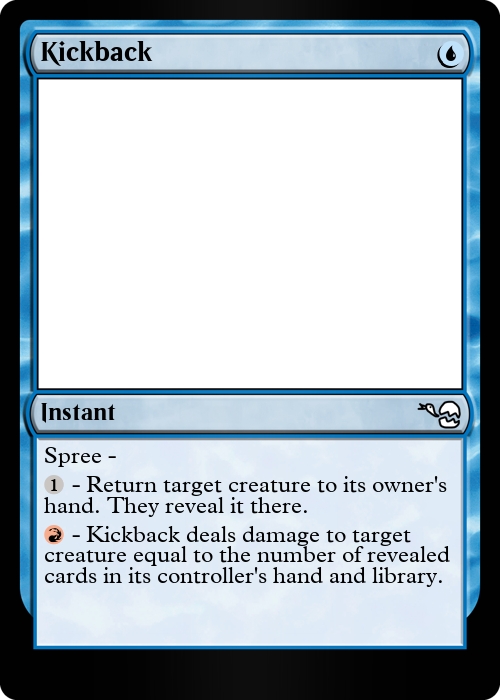 Kickback
Instant
Spree -
1 - Return target creature to its owner's
hand. They reveal it there.
- Kickback deals damage to target
creature equal to the number of revealed
cards in its controller's hand and library.